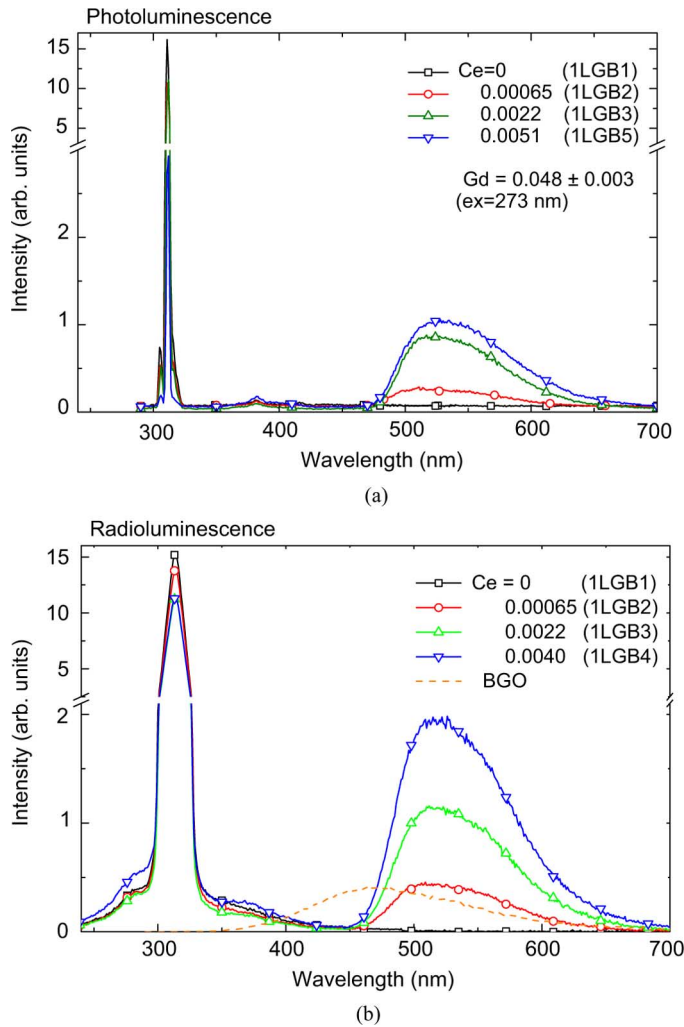 Photoluminescence
15
10
5
2
1
0
Intensity (arb. units)
Ce=0 (1LGB1)
0.00065 (1LGB2)
0.0022 (1LGB3)
0.0051 (1LGB5)
Gd = 0.048 ± 0.003
(ex=273 nm)
300 400 500 600 700
Wavelength (nm)
(a)
Radioluminescence
15
10
5
2
1
0
Intensity (arb. units)
Ce = 0 (1LGB1)
0.00065 (1LGB2)
0.0022 (1LGB3)
0.0040 (1LGB4)
BGO
300 400 500 600 700
Wavelength (nm)
(b)